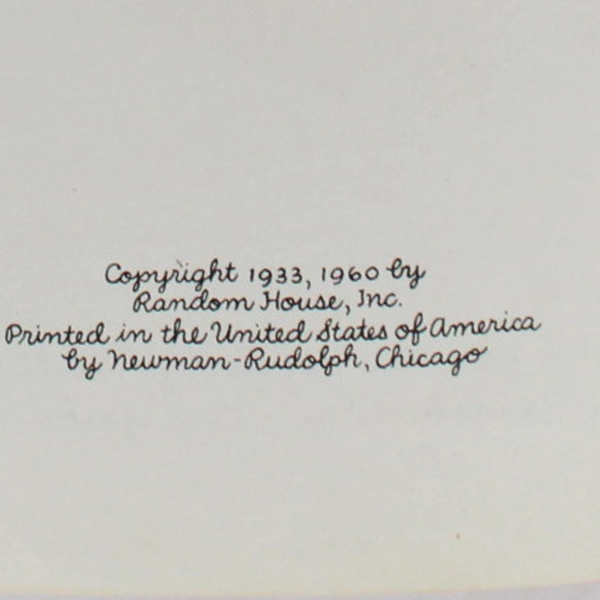 Copyright 1933, 1960 by
Random House, Inc.
Printed in the United States of America
by Newman-Rudolph, Chicago